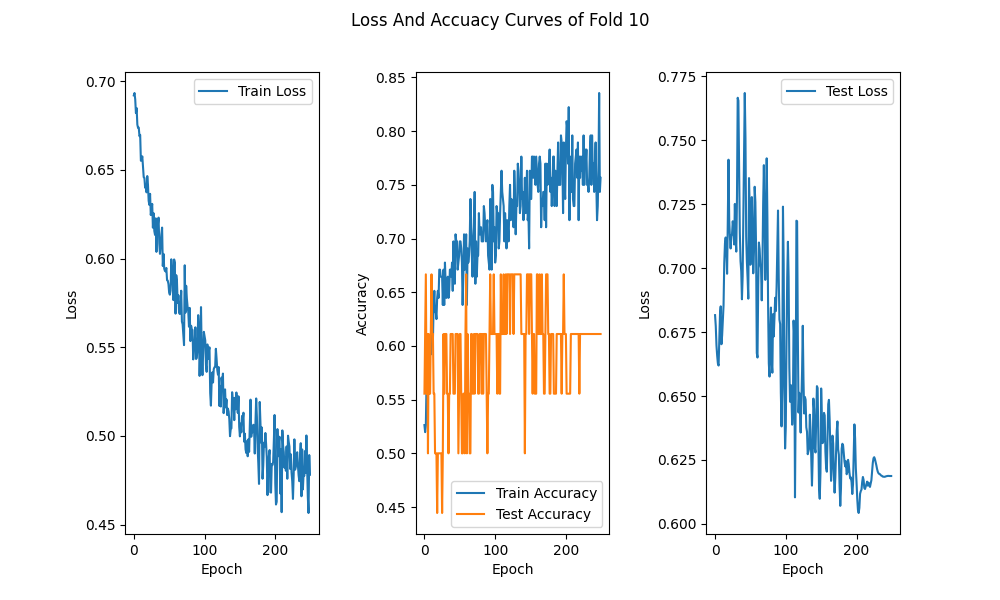 Loss And Accuacy Curves of Fold 10
0.70
0.65
0.60
0.55
0.50
0.45
Loss
0
100
200
Epoch
Train Loss
0.85
0.80
0.75
0.70
0.65
0.60
0.55
0.50
0.45
Accuracy
0
100
200
Epoch
Train Accuracy
Test Accuracy
0.775
0.750
0.725
0.700
0.675
0.650
0.625
0.600
Loss
0
100
200
Epoch
Test Loss